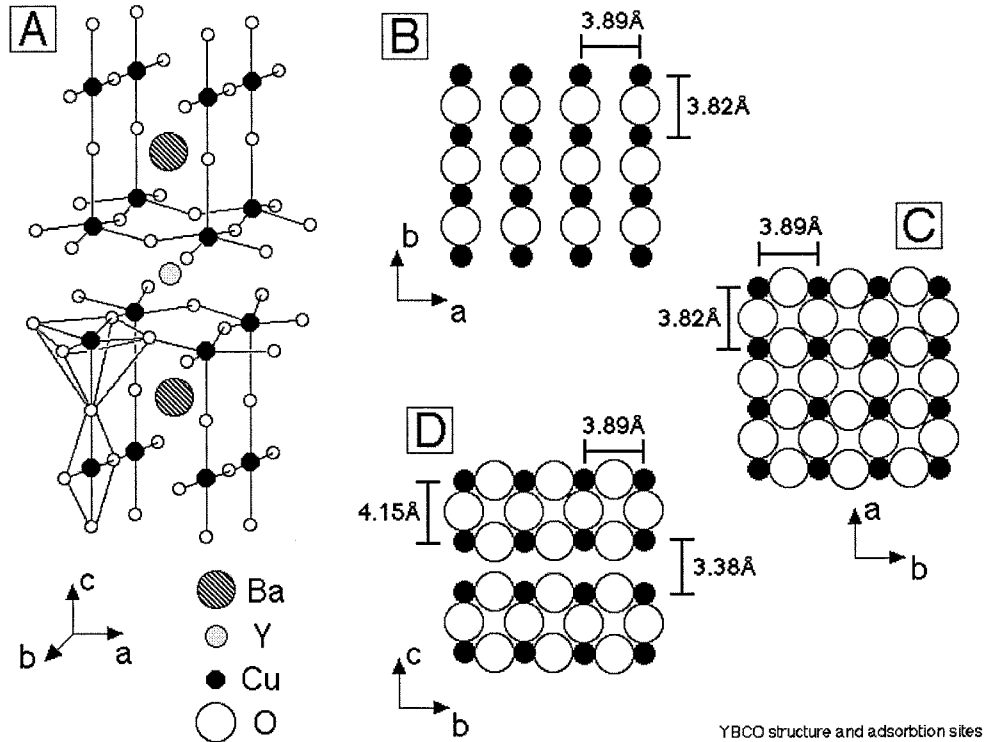 A
B
3.89Å
3.82Å
b
a
C
3.89Å
3.82Å
a
b
D
3.89Å
4.15Å
3.38Å
c
b
c
b
a
Ba
Y
Cu
O
YBCO structure and adsorbtion sites